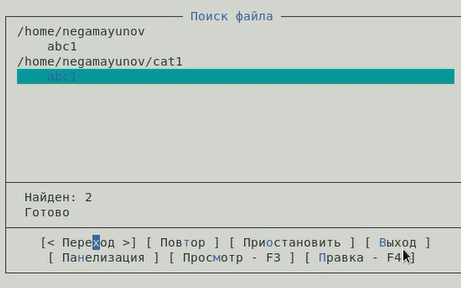 Поиск файла
/home/negamayunov
abc1
/home/negamayunov/cat1
abc1
Найден: 2
Готово
[< Переход >] [ Повтор ] [ Приостановить ] [ Выход ]
[ Панелизация ] [ Просмотр - F3 ] [ Правка - F4 ]